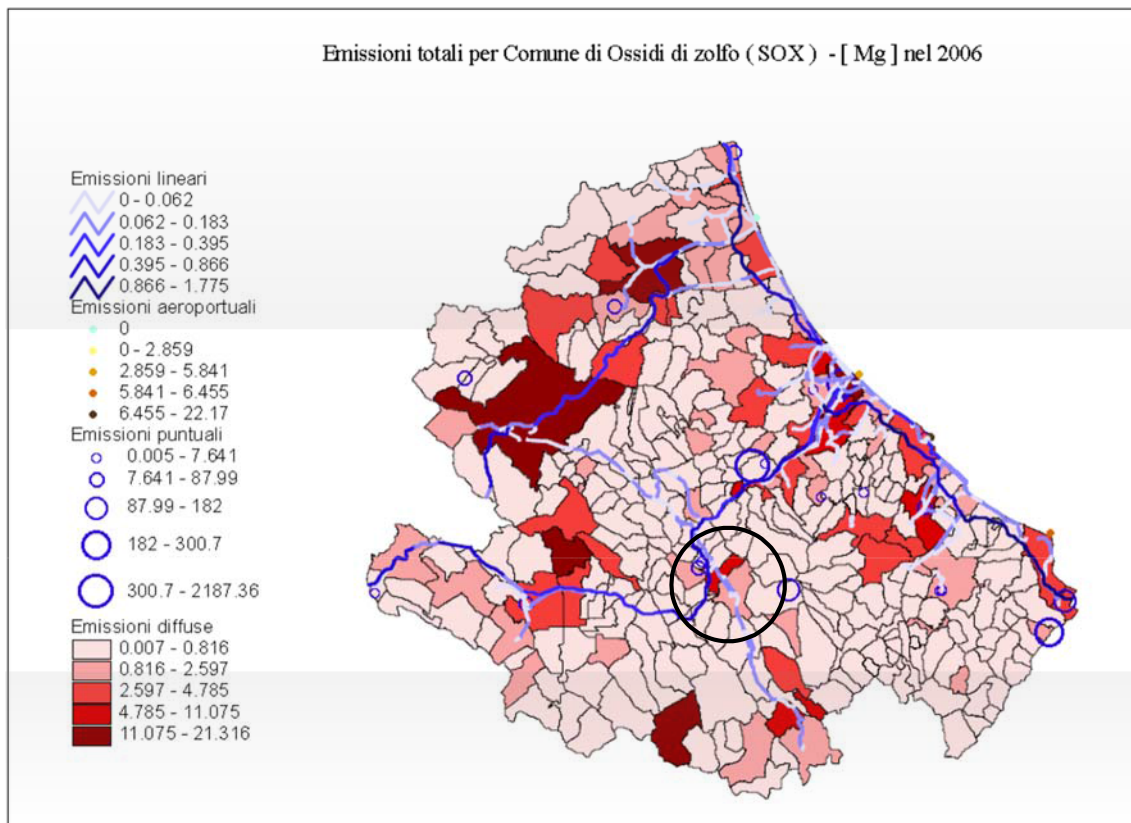 Emissioni totali per Comune di Ossidi di zolfo ( SOX )  - [ Mg ] nel 2006
Emissioni lineari
0 - 0.062
0.062 - 0.183
0.183 - 0.395
0.395 - 0.866
0.866 - 1.775
Emissioni aeroportuali
0
0 - 2.859
2.859 - 5.841
5.841 - 6.455
6.455 - 22.17
Emissioni puntuali
0.005 - 7.641
7.641 - 87.99
87.99 - 182
182 - 300.7
300.7 - 2187.36
Emissioni diffuse
0.007 - 0.816
0.816 - 2.597
2.597 - 4.785
4.785 - 11.075
11.075 - 21.316